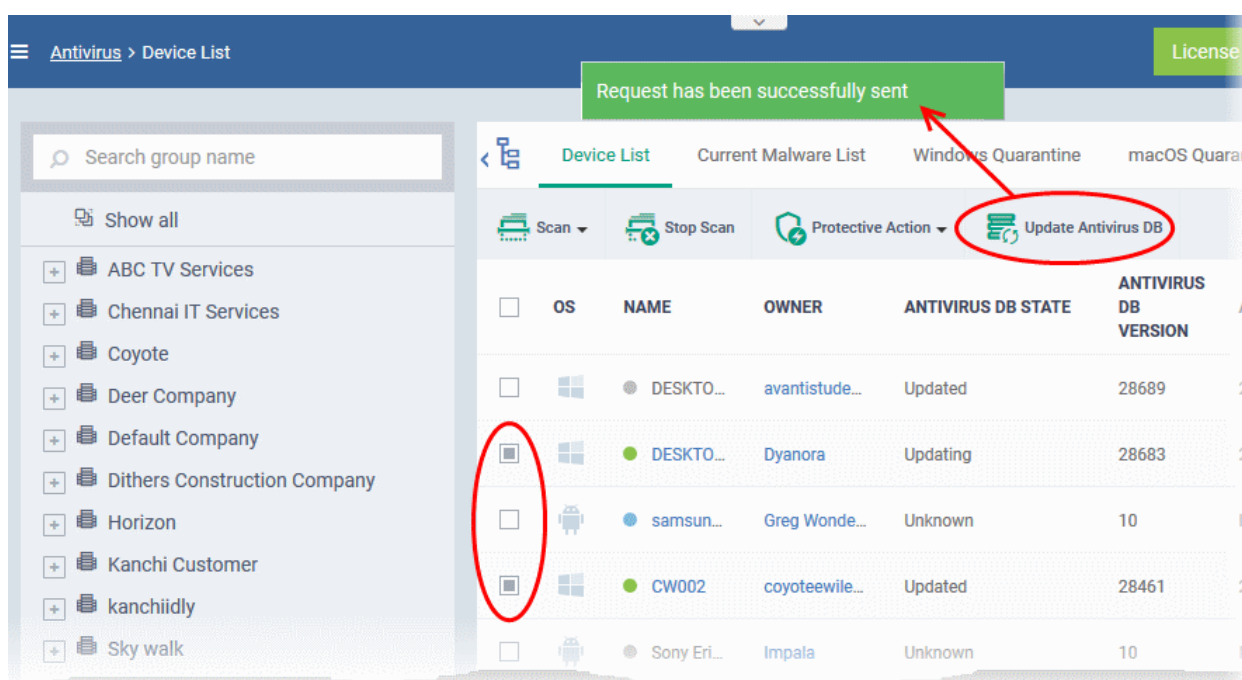 Antivirus > Device List
License
Request has been successfully sent
Search group name
Show all
ABC TV Services
Chennai IT Services
Coyote
Deer Company
Default Company
Dithers Construction Company
Horizon
Kanchi Customer
kanchiidly
Sky walk
Device List Current Malware List Windows Quarantine macOS Quara
Scan Stop Scan Protective Action Update Antivirus DB
OS NAME OWNER ANTIVIRUS DB STATE ANTIVIRUS
DB
VERSION
DESKTO... avantistude... Updated 28689
DESKTO... Dyanora Updating 28683
samsun... Greg Wonde... Unknown 10
CW002 coyoteewile... Updated 28461
Sony Eri... Impala Unknown 10